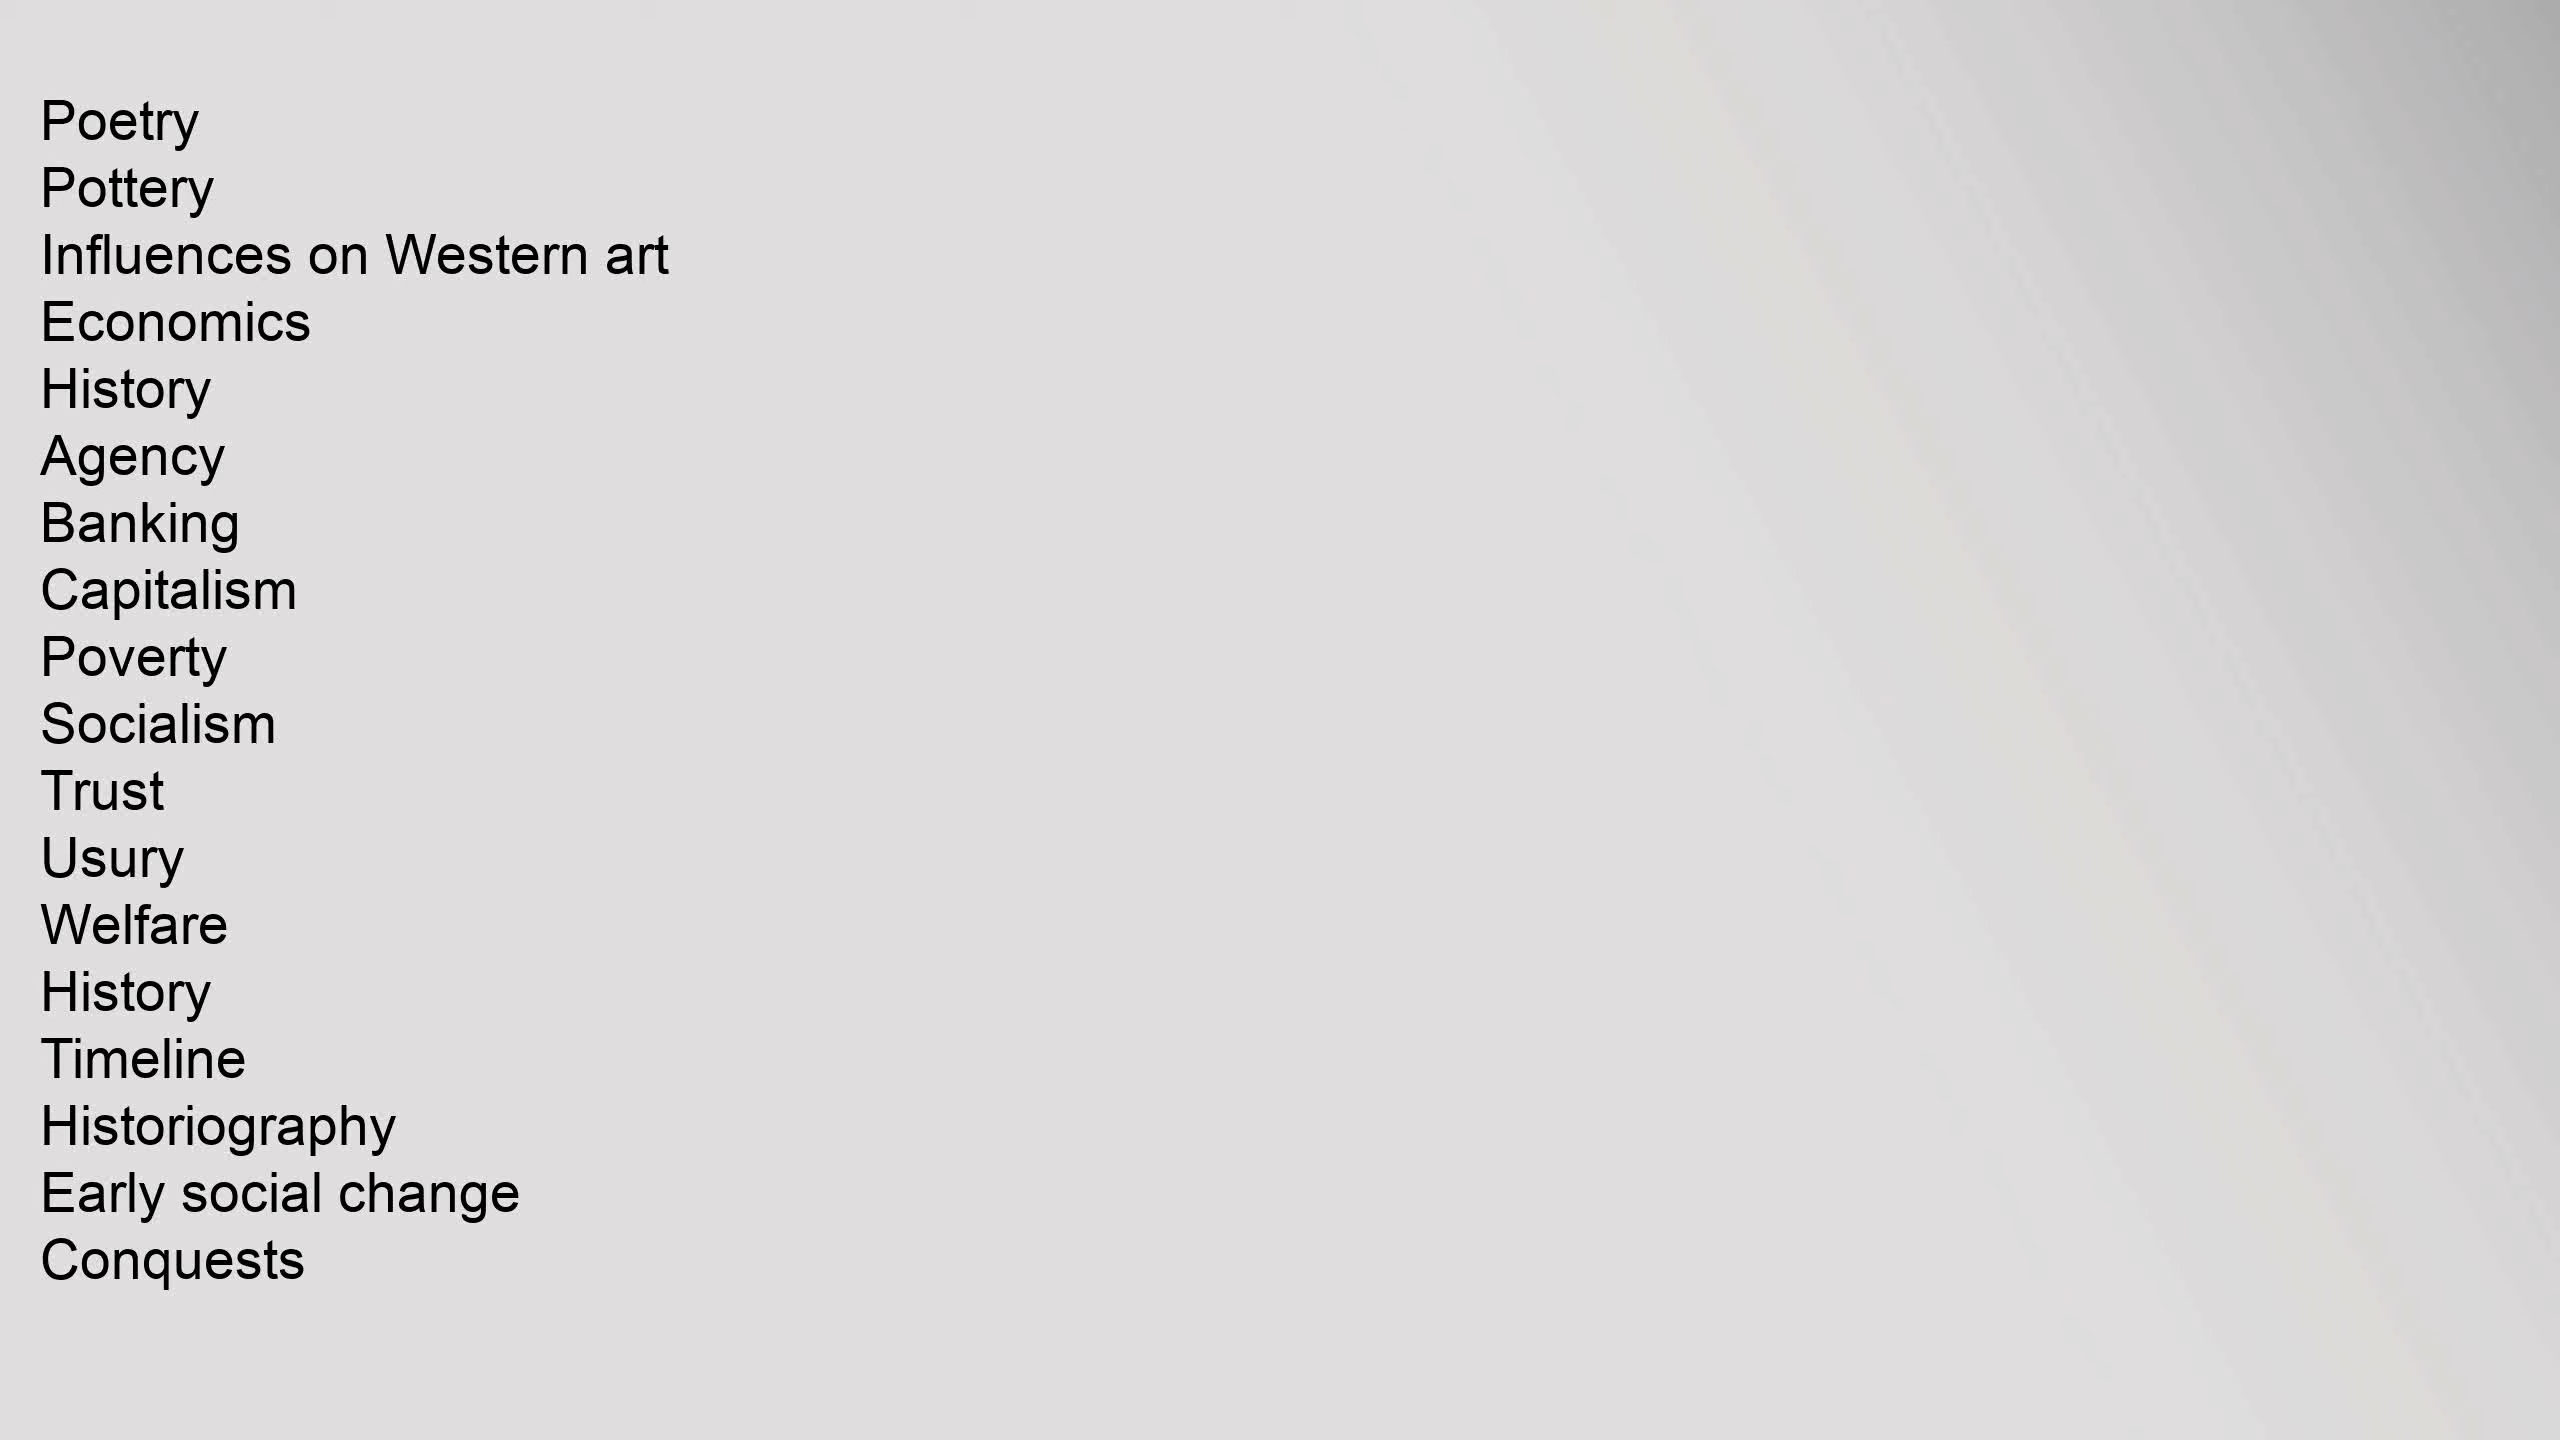 Poetry
Pottery
Influences on Western art
Economics
History
Agency
Banking
Capitalism
Poverty
Socialism
Trust
Usury
Welfare
History
Timeline
Historiography
Early social change
Conquests